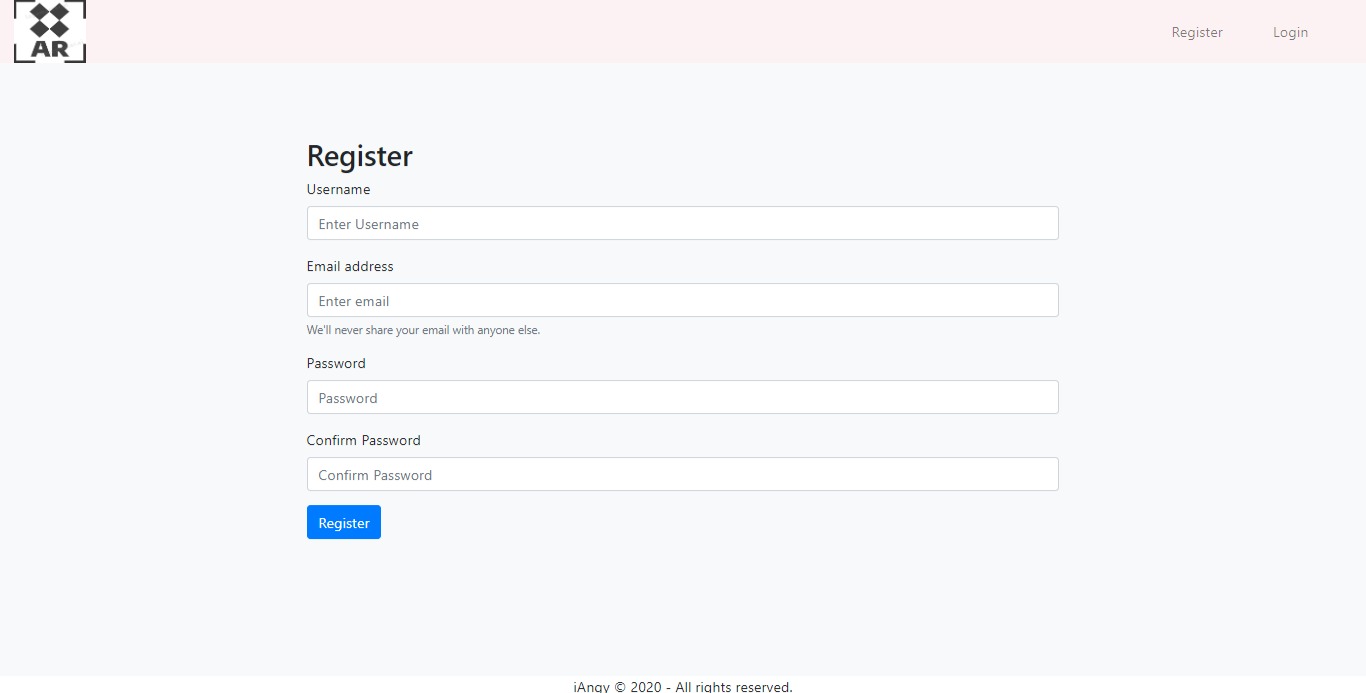 AR
Register
Login
Register
Username
Enter Username
Email address
Enter email
We'll never share your email with anyone else.
Password
Password
Confirm Password
Confirm Password
Register
iAngy © 2020 - All rights reserved.